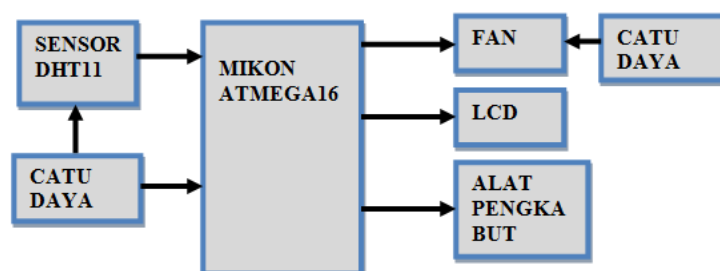 SENSOR
DHT11
CATU
DAYA
MIKON
ATMEGA16
FAN
CATU
DAYA
LCD
ALAT
PENGKA
BUT